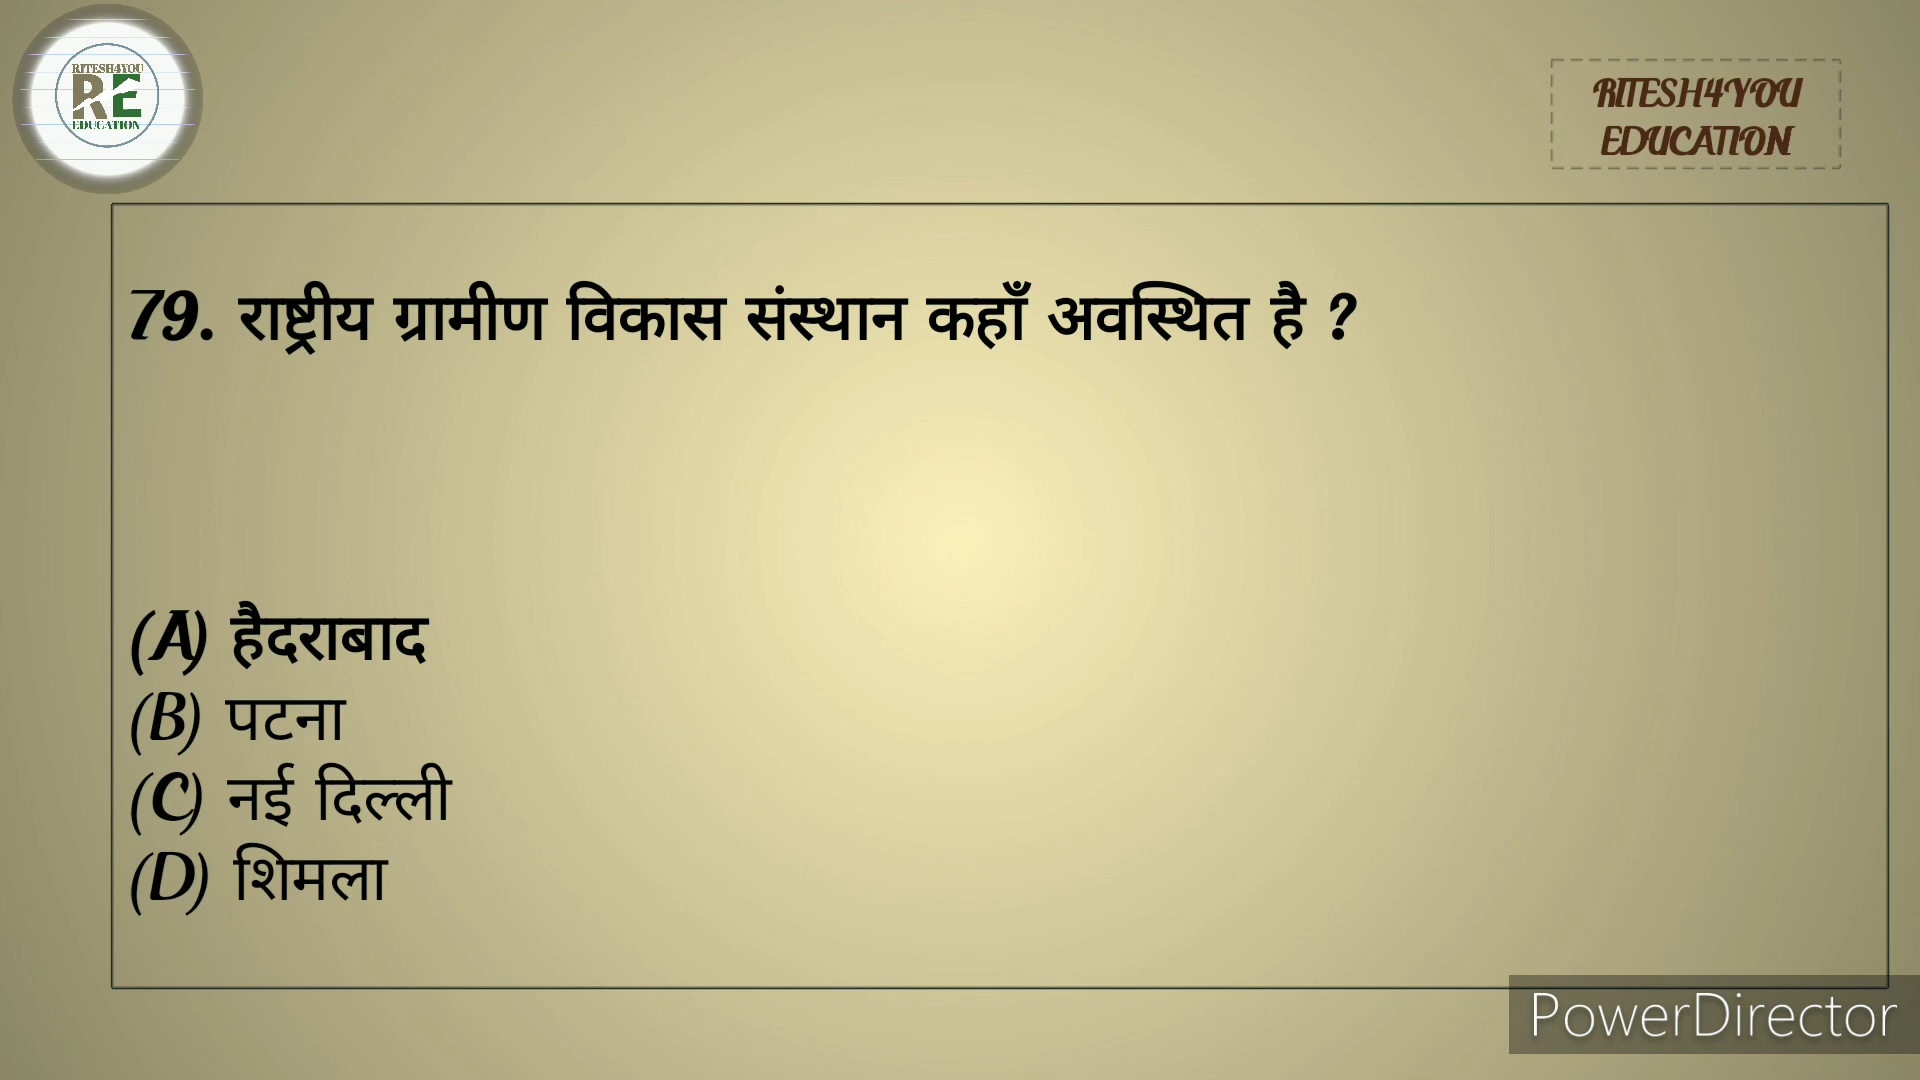 RITESH4YOU
RE
EDUCATION
RITESH4YOU
EDUCATION
79. राष्ट्रीय ग्रामीण विकास संस्थान कहाँ अवस्थित है ?
(A) हैदराबाद
(B) पटना
(C) नई दिल्ली
(D) शिमला
PowerDirector